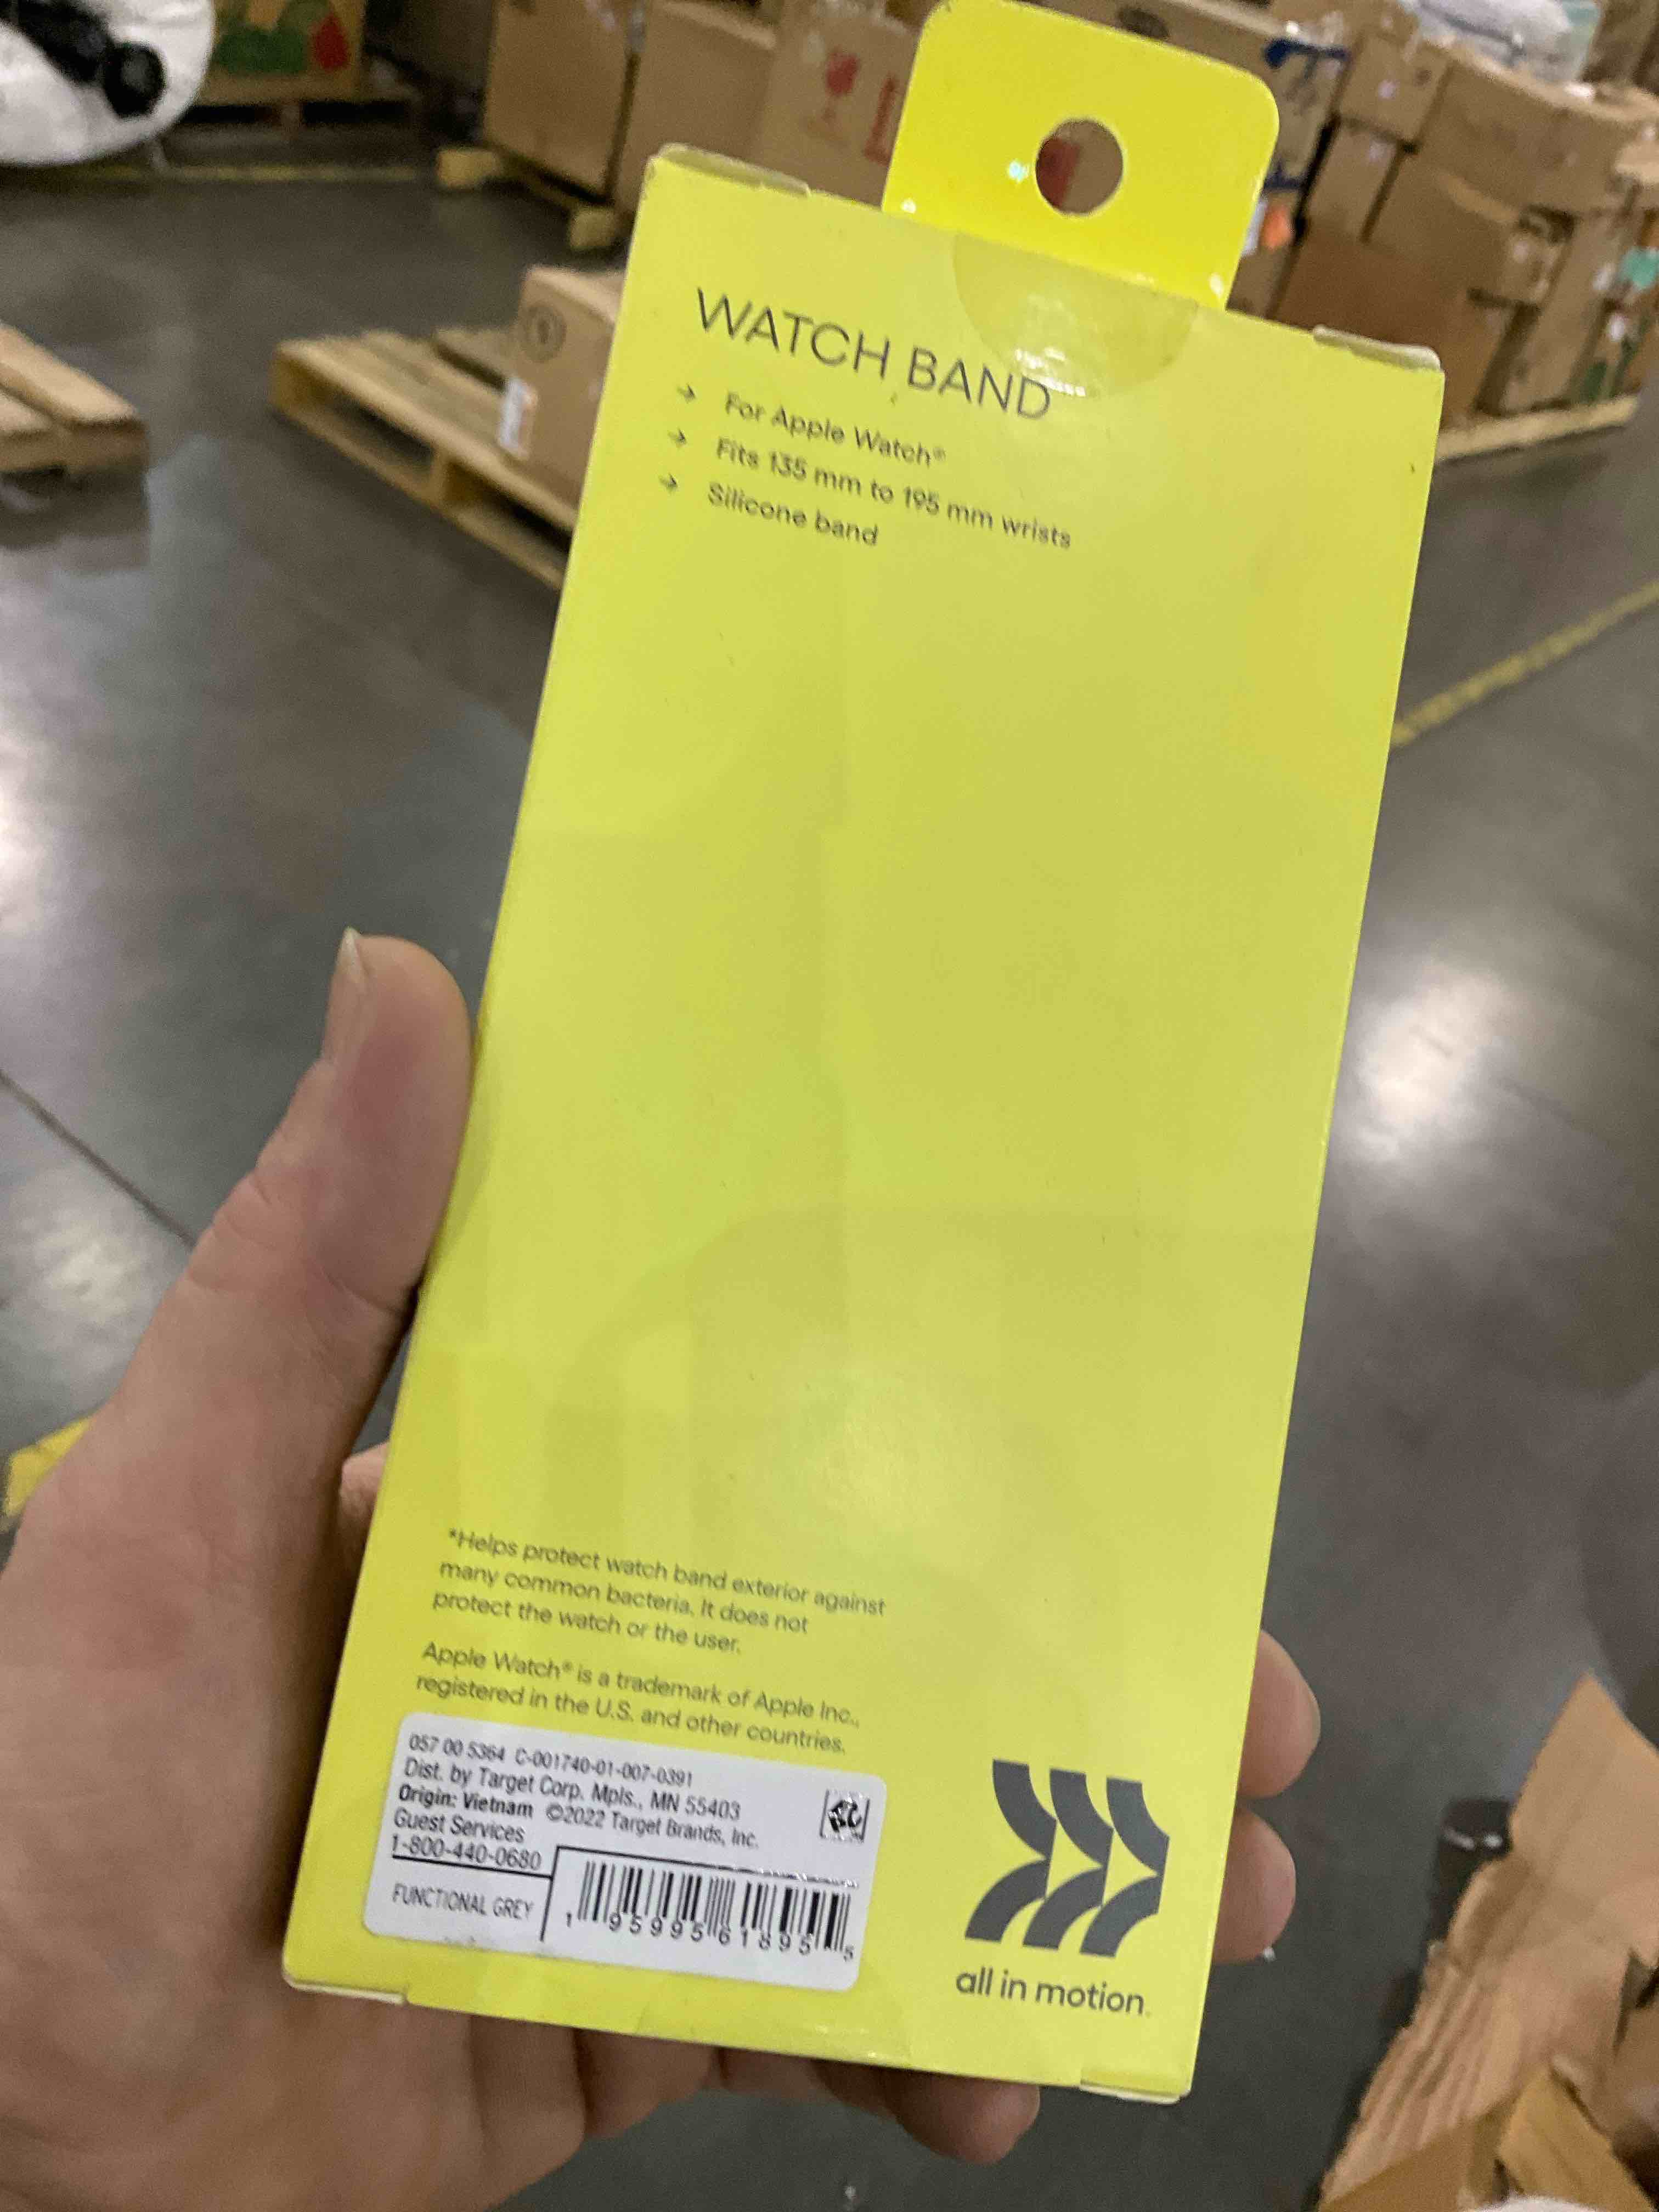 WATCH BAND
→ For Apple Watch®
→ Fits 135 mm to 195 mm wrists
→ Silicone band
*Helps protect watch band exterior against
many common bacteria. It does not
protect the watch or the user.
Apple Watch® is a trademark of Apple Inc.,
registered in the U.S. and other countries.
057 00 5364 C-001740-01-007-0391
Dist. by Target Corp. Mpls., MN 55403
Origin: Vietnam ©2022 Target Brands, Inc.
Guest Services
1-800-440-0680
FUNCTIONAL GREY
1 95995 61895 5
all in motion.